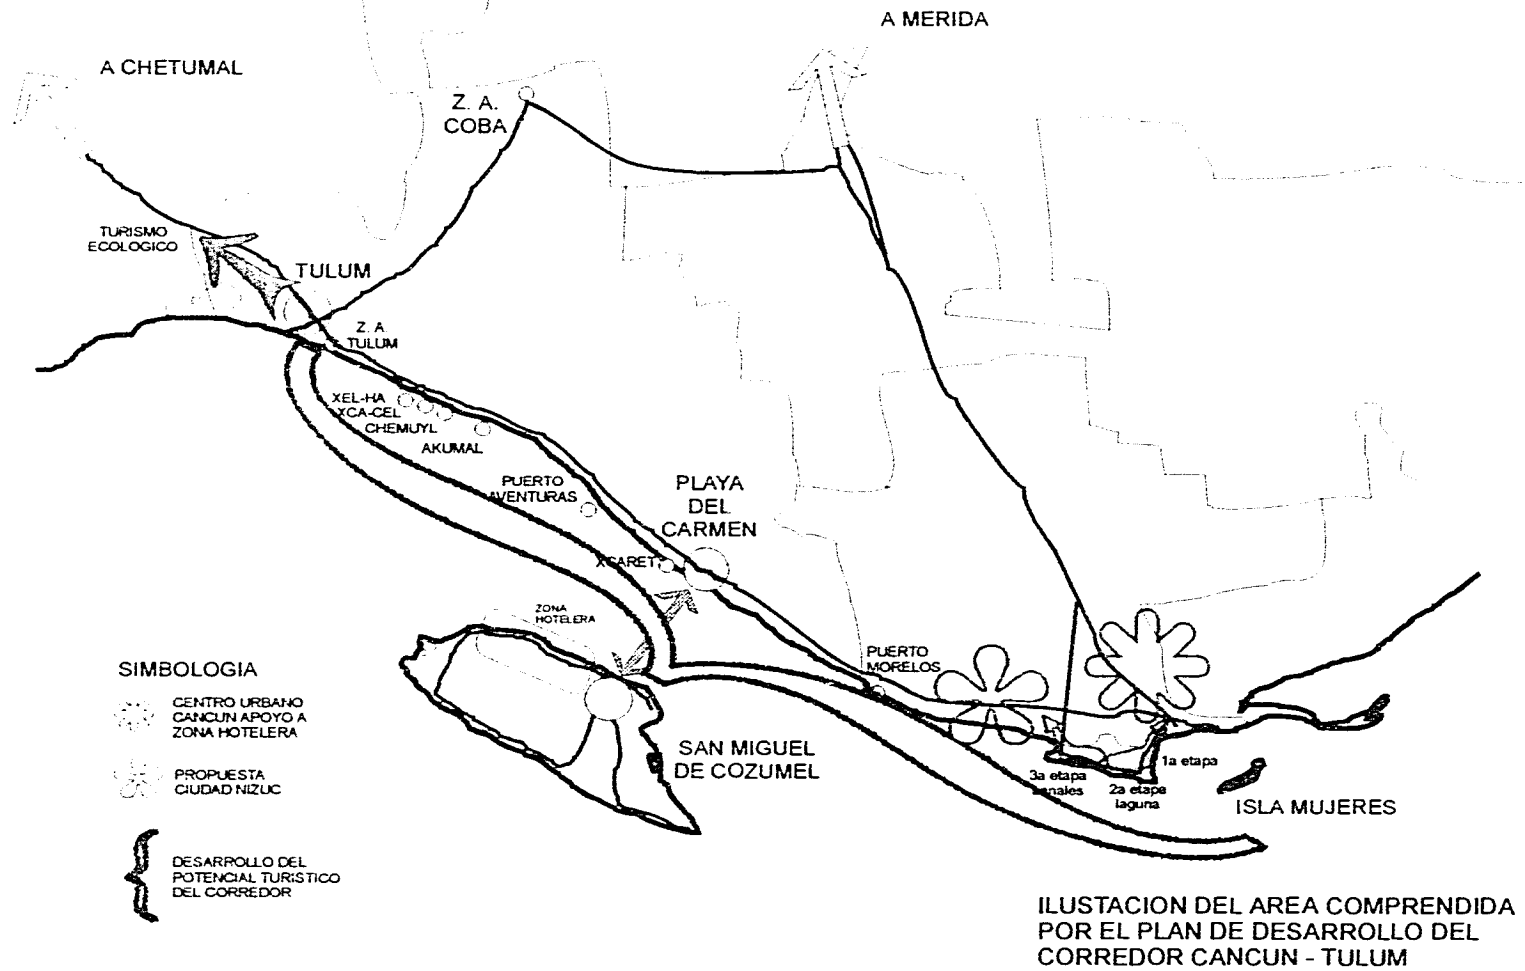 A MERIDA
A CHETUMAL
Z. A.
COBA
TURISMO
ECOLOGICO
TULUM
Z. A.
TULUM
XEL-HA
XCA-CEL
CHEMUYL
AKUMAL
PUERTO
AVENTURAS
PLAYA
DEL
CARMEN
XCARET
ZONA
HOTELERA
PUERTO
MORELOS
SIMBOLOGIA
CENTRO URBANO
CANCUN APOYO A
ZONA HOTELERA
PROPUESTA
CIUDAD NIZUC
DESARROLLO DEL
POTENCIAL TURISTICO
DEL CORREDOR
SAN MIGUEL
DE COZUMEL
1a etapa
3a etapa
canales
2a etapa
laguna
ISLA MUJERES
ILUSTACION DEL AREA COMPRENDIDA
POR EL PLAN DE DESARROLLO DEL
CORREDOR CANCUN - TULUM